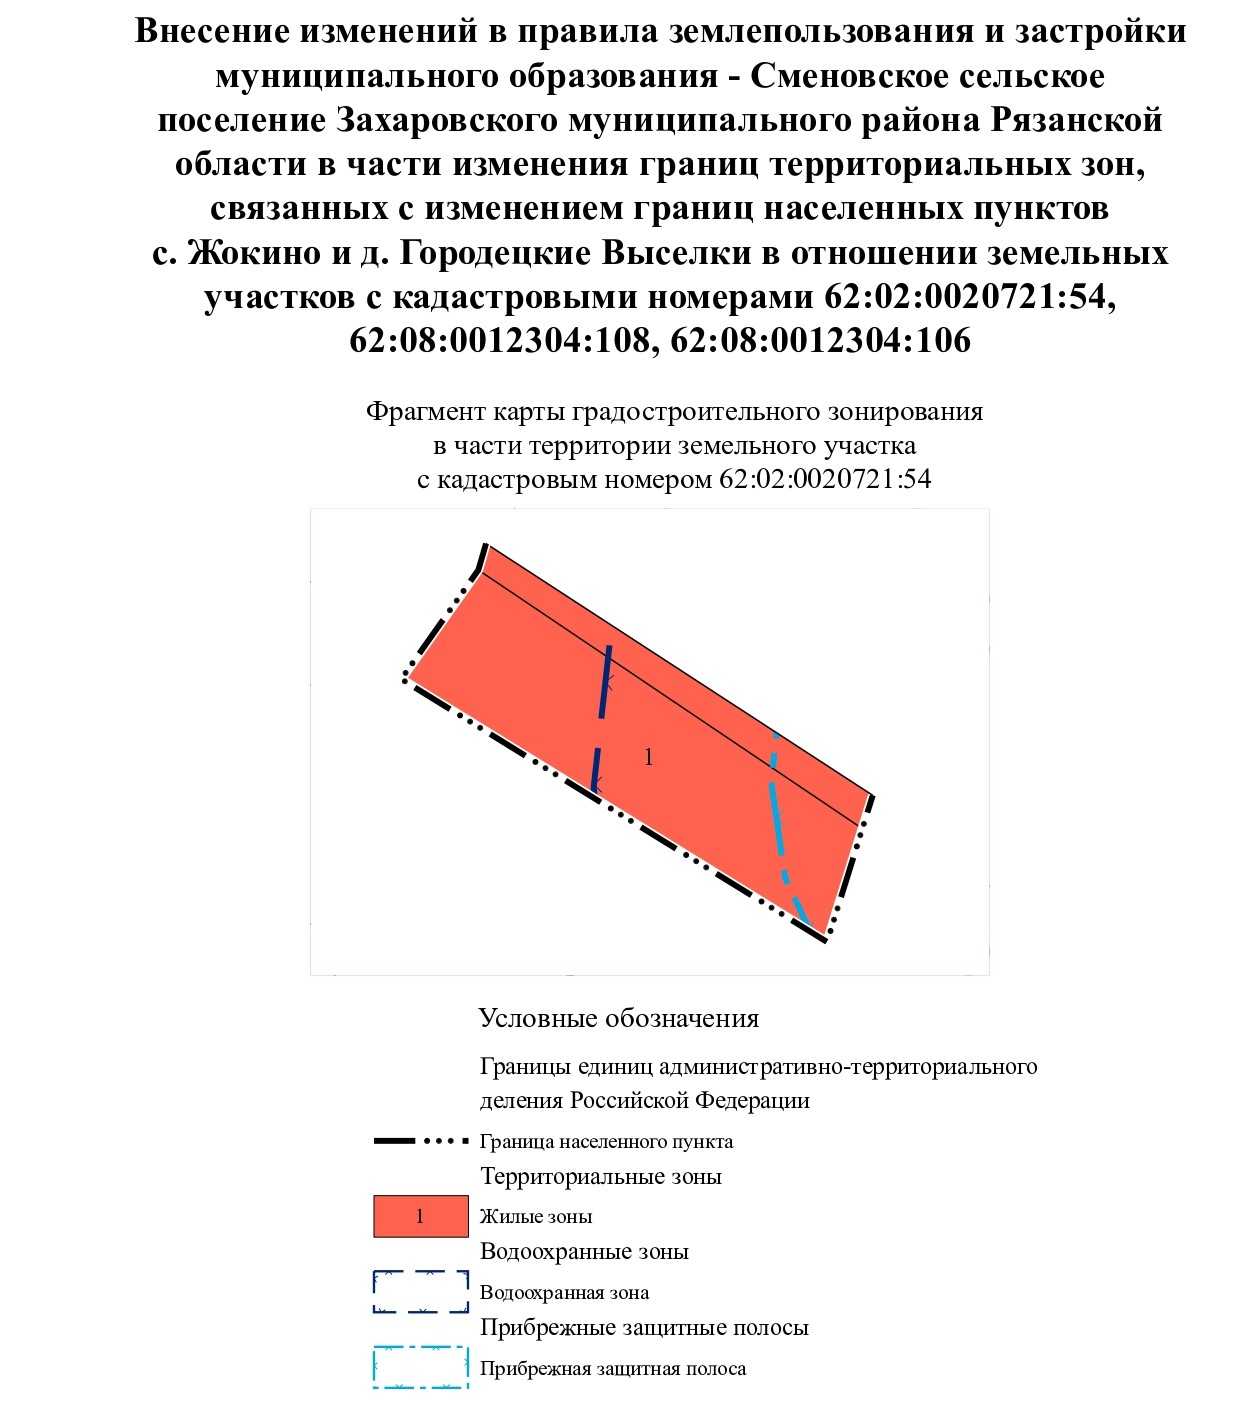 Внесение изменений в правила землепользования и застройки
муниципального образования - Сменовское сельское
поселение Захаровского муниципального района Рязанской
области в части изменения границ территориальных зон,
связанных с изменением границ населенных пунктов
с. Жокино и д. Городецкие Выселки в отношении земельных
участков с кадастровыми номерами 62:02:0020721:54,
62:08:0012304:108, 62:08:0012304:106
Фрагмент карты градостроительного зонирования
в части территории земельного участка
с кадастровым номером 62:02:0020721:54
1
Условные обозначения
Границы единиц административно-территориального
деления Российской Федерации
Граница населенного пункта
Территориальные зоны
1 Жилые зоны
Водоохранные зоны
Водоохранная зона
Прибрежные защитные полосы
Прибрежная защитная полоса